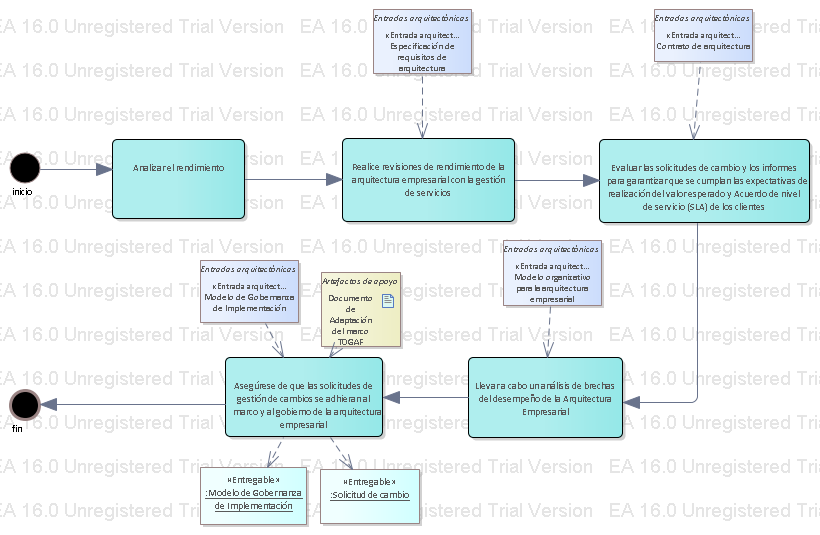 EA 16.0 Unregistered Trial Version EA 16.0 Unregistered Trial Version EA 16.0 Unregistered Trial Version
Entradas arquitectónicas
«Entrada arquitect...
Especificación de
requisitos de
arquitectura
Entradas arquitectónicas
«Entrada arquitect...
Contrato de arquitectura
inicio
Analizar el rendimiento
Realice revisiones de rendimiento de la
arquitectura empresarial con la gestión
de servicios
Evaluar las solicitudes de cambio y los informes
para garantizar que se cumplan las expectativas de
realización del valor esperado y Acuerdo de nivel
de servicio (SLA) de los clientes
Entradas arquitectónicas
«Entrada arquitect...
Modelo de Gobernanza
de Implementación
Artefactos de apoyo
Documento
de
Adaptación
del marco
TOGAF
Entradas arquitectónicas
«Entrada arquitect...
Modelo organizativo
para la arquitectura
empresarial
fin
Asegúrese de que las solicitudes de
gestión de cambios se adhieran al
marco y al gobierno de la arquitectura
empresarial
Llevar a cabo un análisis de brechas
del desempeño de la Arquitectura
Empresarial
«Entregable»
:Modelo de Gobernanza
de Implementación
«Entregable»
:Solicitud de cambio